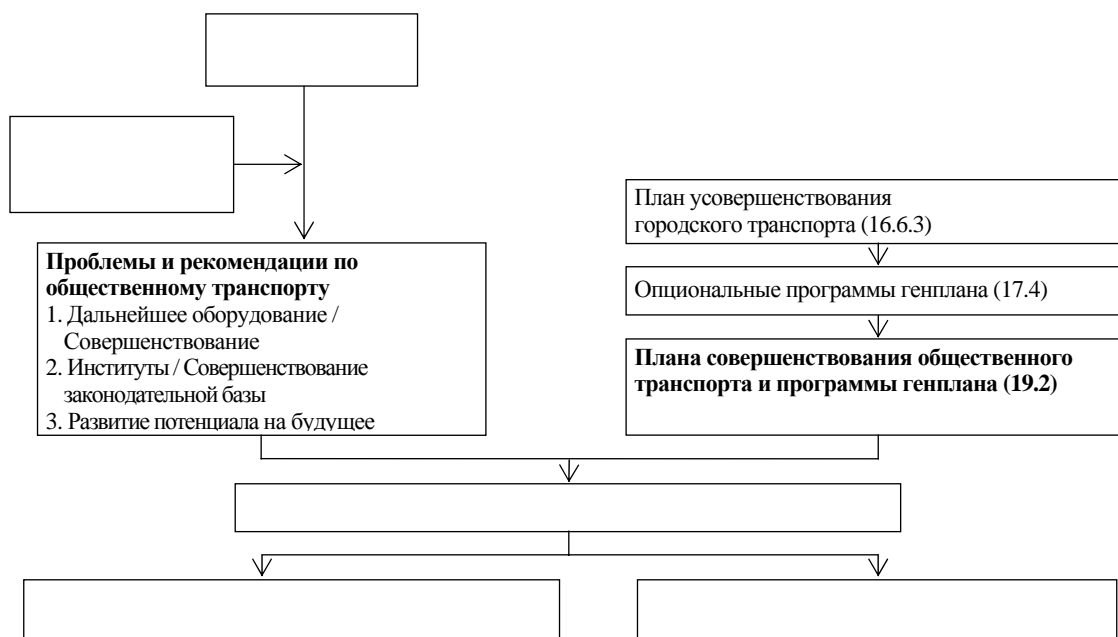 План усовершенствования
городского транспорта (16.6.3)
Проблемы и рекомендации по
общественному транспорту
1. Дальнейшее оборудование /
Совершенствование
2. Институты / Совершенствование
законодательной базы
3. Развитие потенциала на будущее
Опциональные программы генплана (17.4)
Плана совершенствования общественного
транспорта и программы генплана (19.2)